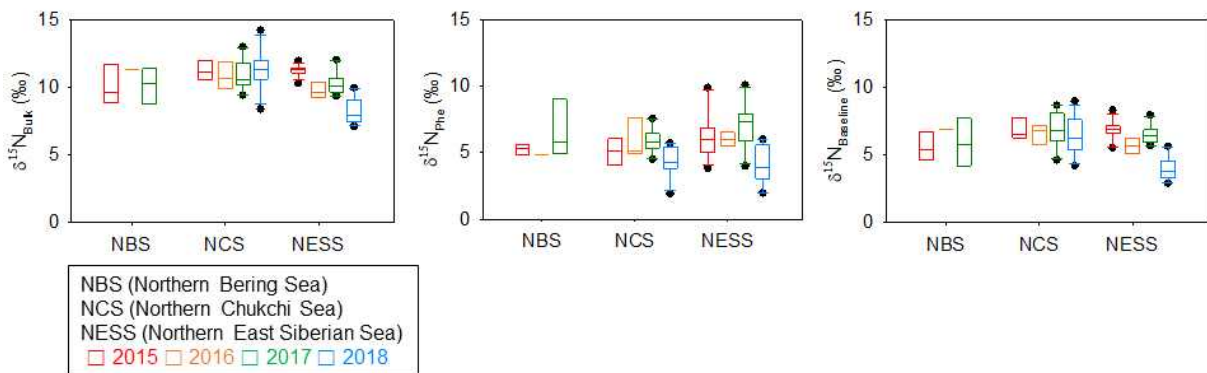 15
10
5
0
δ15NBulk (‰)
NBS NCS NESS
15
10
5
0
δ15NPhe (‰)
NBS NCS NESS
15
10
5
0
δ15NBaseline (‰)
NBS NCS NESS
NBS (Northern Bering Sea)
NCS (Northern Chukchi Sea)
NESS (Northern East Siberian Sea)
2015 2016 2017 2018